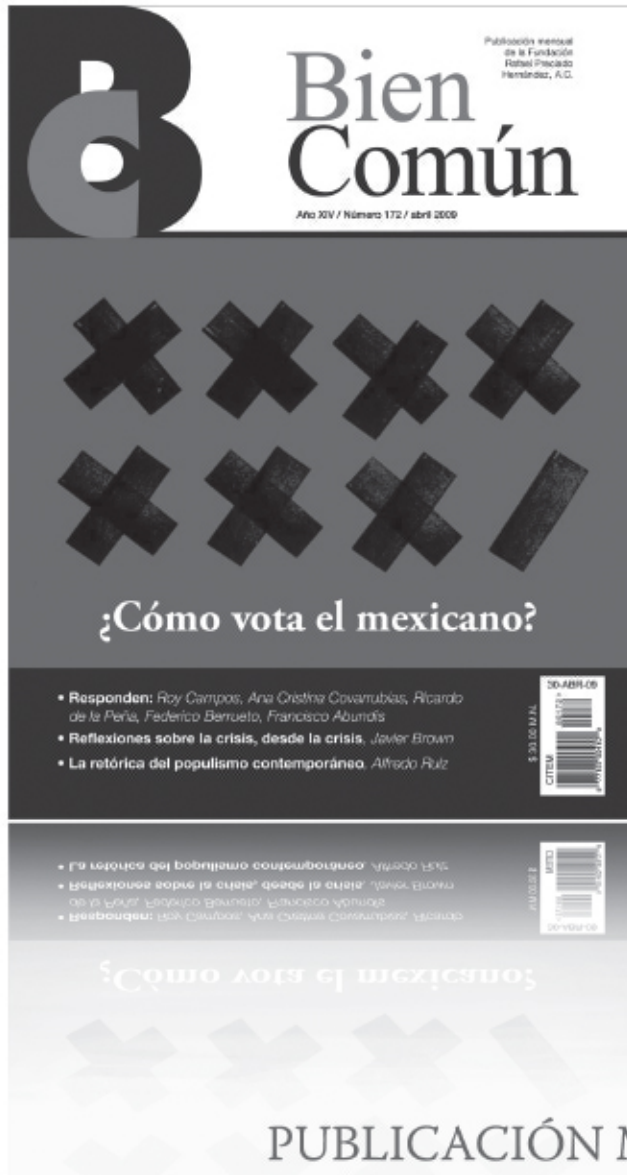 Publicación mensual
de la Fundación
Rafael Preciado
Hernández, A.C.
Bien
Común
Año XIV / Número 172 / abril 2009
¿Cómo vota el mexicano?
• Responden: Roy Campos, Ana Cristina Covarrubias, Ricardo
de la Peña, Federico Berrueto, Francisco Abundis
• Reflexiones sobre la crisis, desde la crisis, Javier Brown
• La retórica del populismo contemporáneo, Alfredo Ruiz
30-ABR-09
$ 30.00 M.N.
CITEM
PUBLICACIÓN